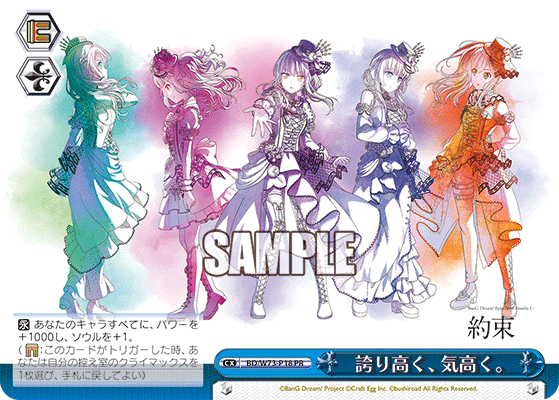 SAMPLE
BanG Dream! Episode of Roselia I :
約束
永 あなたのキャラすべてに、パワーを
+1000し、ソウルを+1。
（ :このカードがトリガーした時、あ
なたは自分の控え室のクライマックスを
1枚選び、手札に戻してよい）
CX BD/W73-P18 PR
誇り高く、気高く。
©BanG Dream! Project ©Craft Egg Inc. ©bushiroad All Rights Reserved.